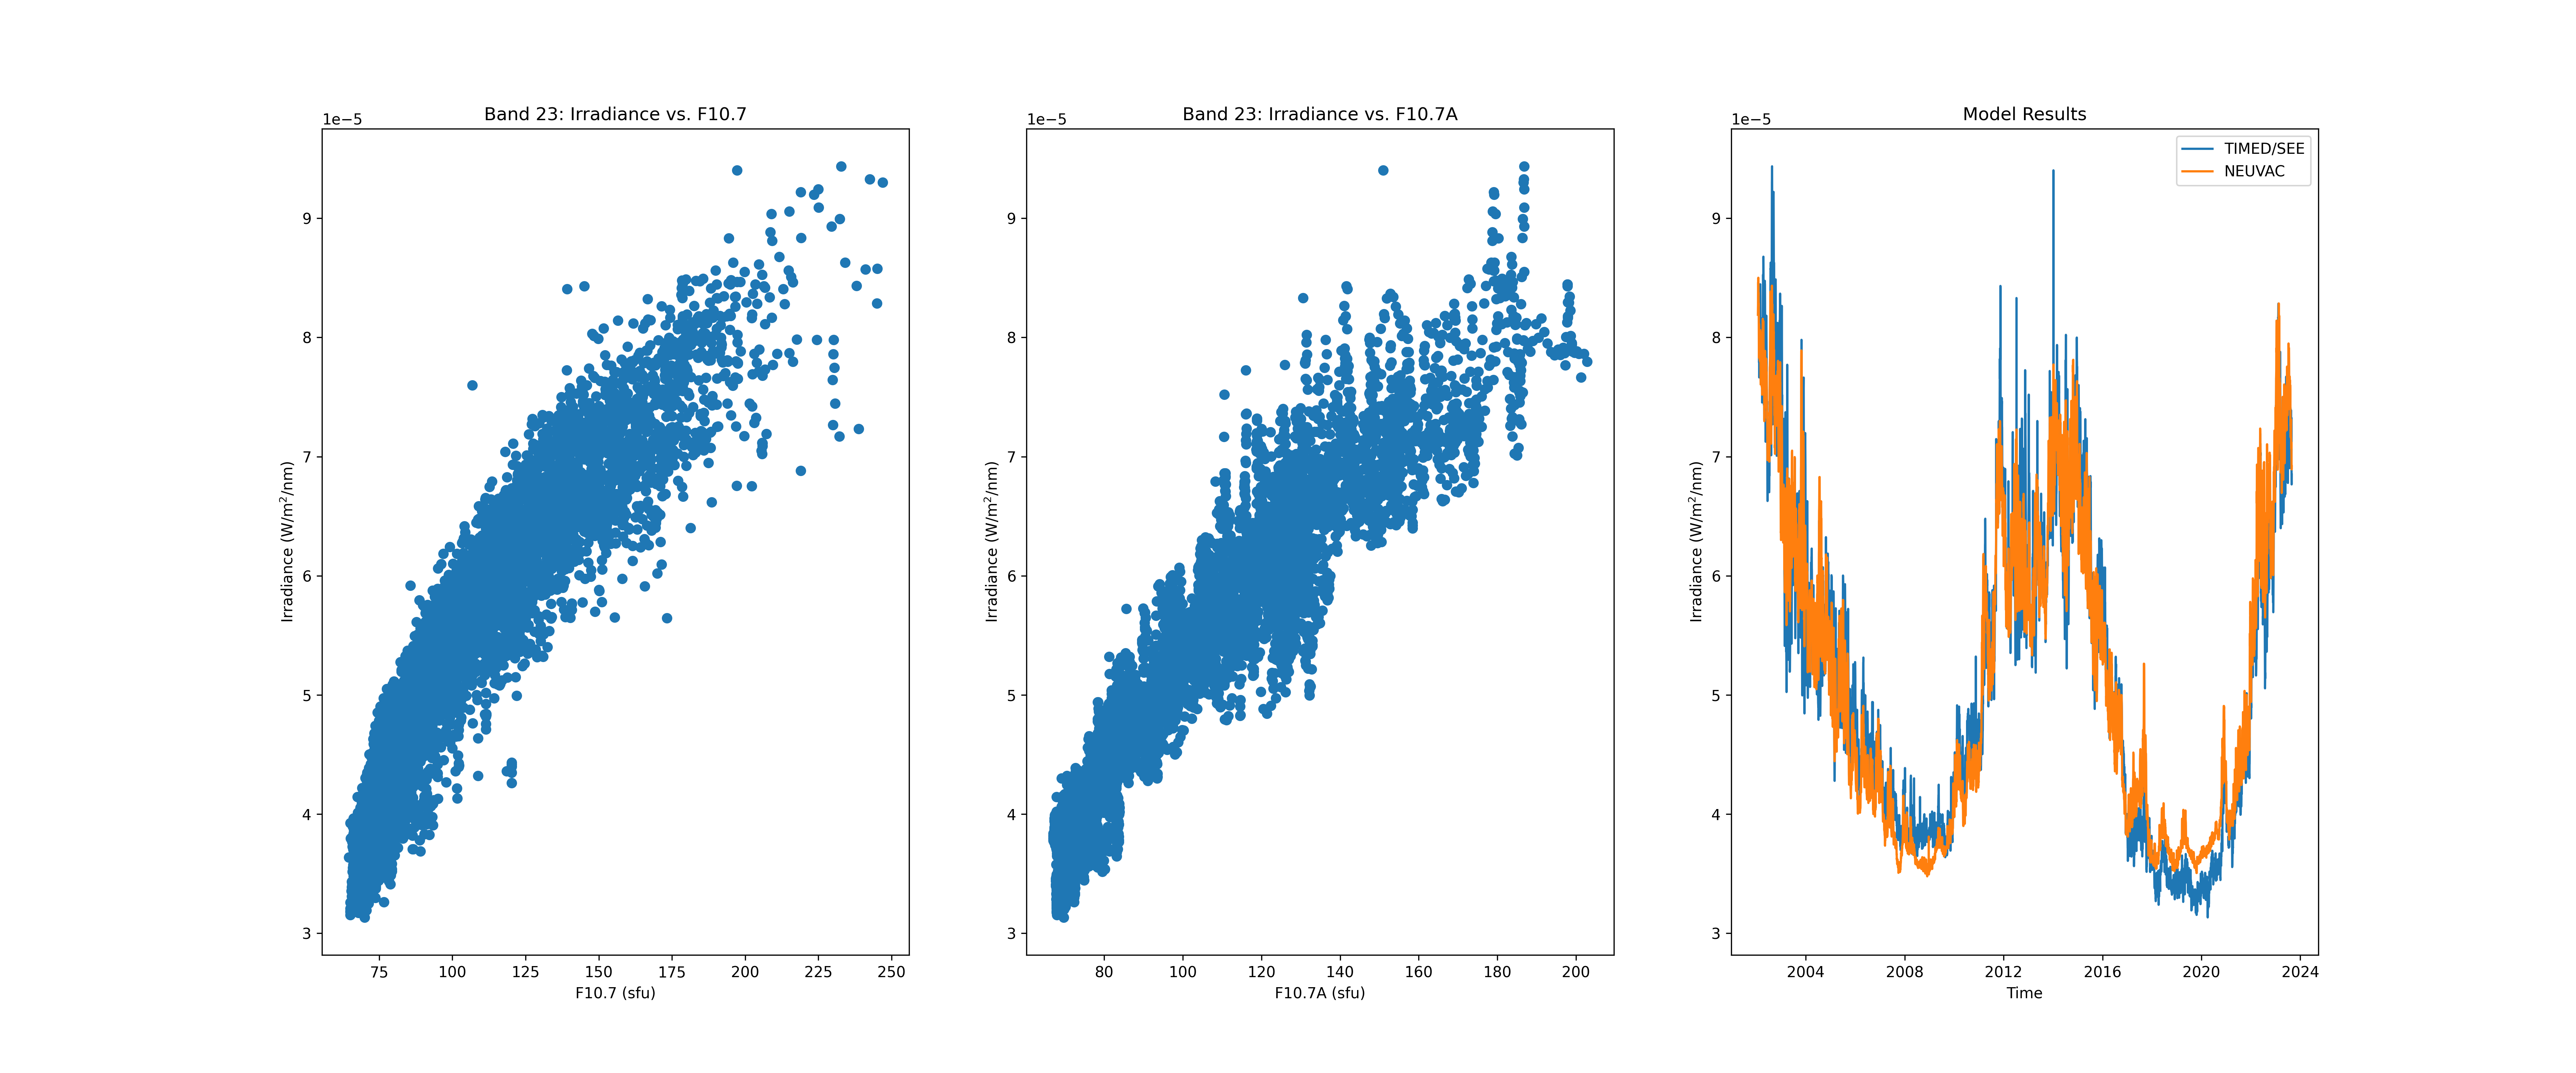 Band 23: Irradiance vs. F10.7
1e−5
Irradiance (W/m²/nm)
9
8
7
6
5
4
3
75 100 125 150 175 200 225 250
F10.7 (sfu)
Band 23: Irradiance vs. F10.7A
1e−5
Irradiance (W/m²/nm)
9
8
7
6
5
4
3
80 100 120 140 160 180 200
F10.7A (sfu)
Model Results
1e−5
TIMED/SEE
NEUVAC
Irradiance (W/m²/nm)
9
8
7
6
5
4
3
2004 2008 2012 2016 2020 2024
Time